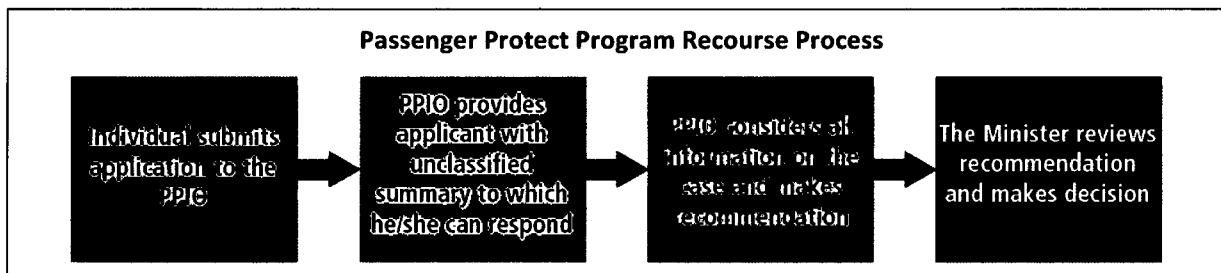 Passenger Protect Program Recourse Process
Individual submits
application to the
PPIO
PPIO provides
applicant with
unclassified
summary to which
he/she can respond
PPIO considers all
information on the
case and makes
recommendation
The Minister reviews
recommendation
and makes decision